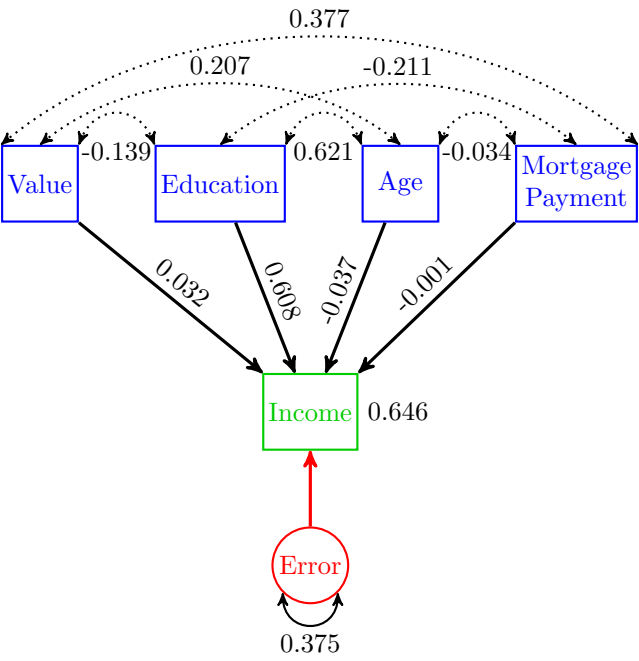 0.377
0.207
-0.211
-0.139
0.621
-0.034
Value
Education
Age
Mortgage
Payment
0.032
0.608
-0.037
-0.001
Income
0.646
Error
0.375